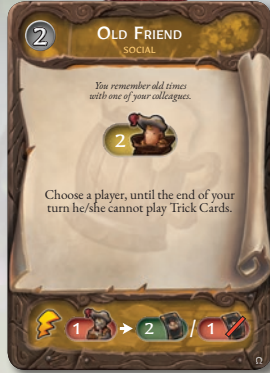 2
OLD FRIEND
SOCIAL
You remember old times
with one of your colleagues.
2
Choose a player, until the end of your
turn he/she cannot play Trick Cards.
1 2 / 1
Ω